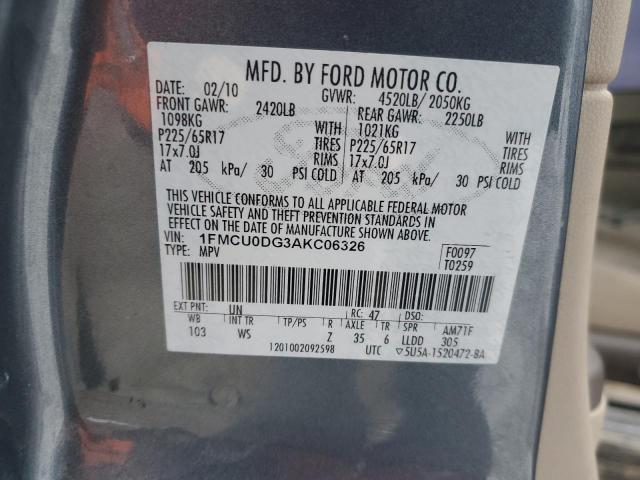 MFD. BY FORD MOTOR CO.
DATE: 02/10 GVWR: 4520LB/ 2050KG
FRONT GAWR: 2420LB REAR GAWR: 2250LB
1098KG WITH 1021KG WITH
P225/65R17 TIRES P225/65R17 TIRES
17x7.0J RIMS 17x7.0J RIMS
AT 205 kPa/ 30 PSI COLD AT 205 kPa/ 30 PSI COLD
THIS VEHICLE CONFORMS TO ALL APPLICABLE FEDERAL MOTOR
VEHICLE SAFETY AND THEFT PREVENTION STANDARDS IN
EFFECT ON THE DATE OF MANUFACTURE SHOWN ABOVE.
VIN: 1FMCU0DG3AKC06326 F0097
TYPE: MPV T0259
EXT PNT: UN RC: 47 DSO:
WB INT TR TP/PS R AXLE TR SPR AM71F
103 WS Z 35 6 LLDD 305
1201002092598 UTC ▽5U5A-1520472-BA